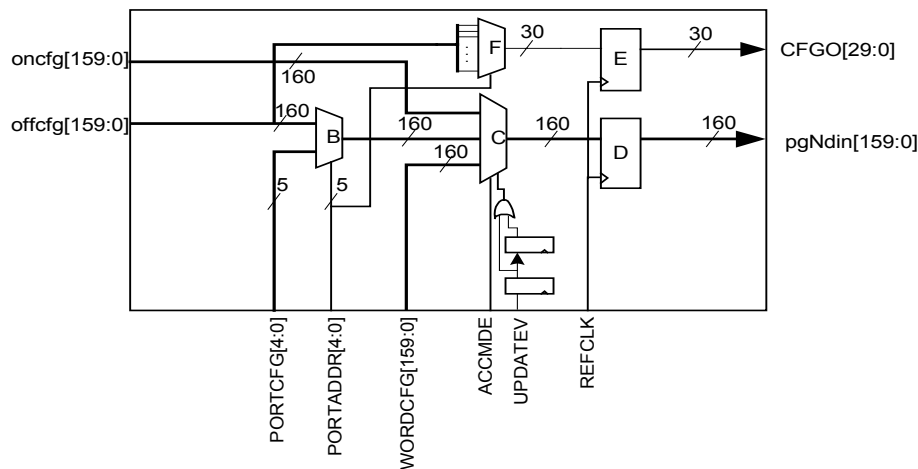 30
30
F
E
CFGO[29:0]
oncfg[159:0]
160
offcfg[159:0]
160
B
160
C
160
D
160
pgNdin[159:0]
160
5
5
PORTCFG[4:0]
PORTADDR[4:0]
WORDCFG[159:0]
ACCMDE
UPDATEV
REFCLK